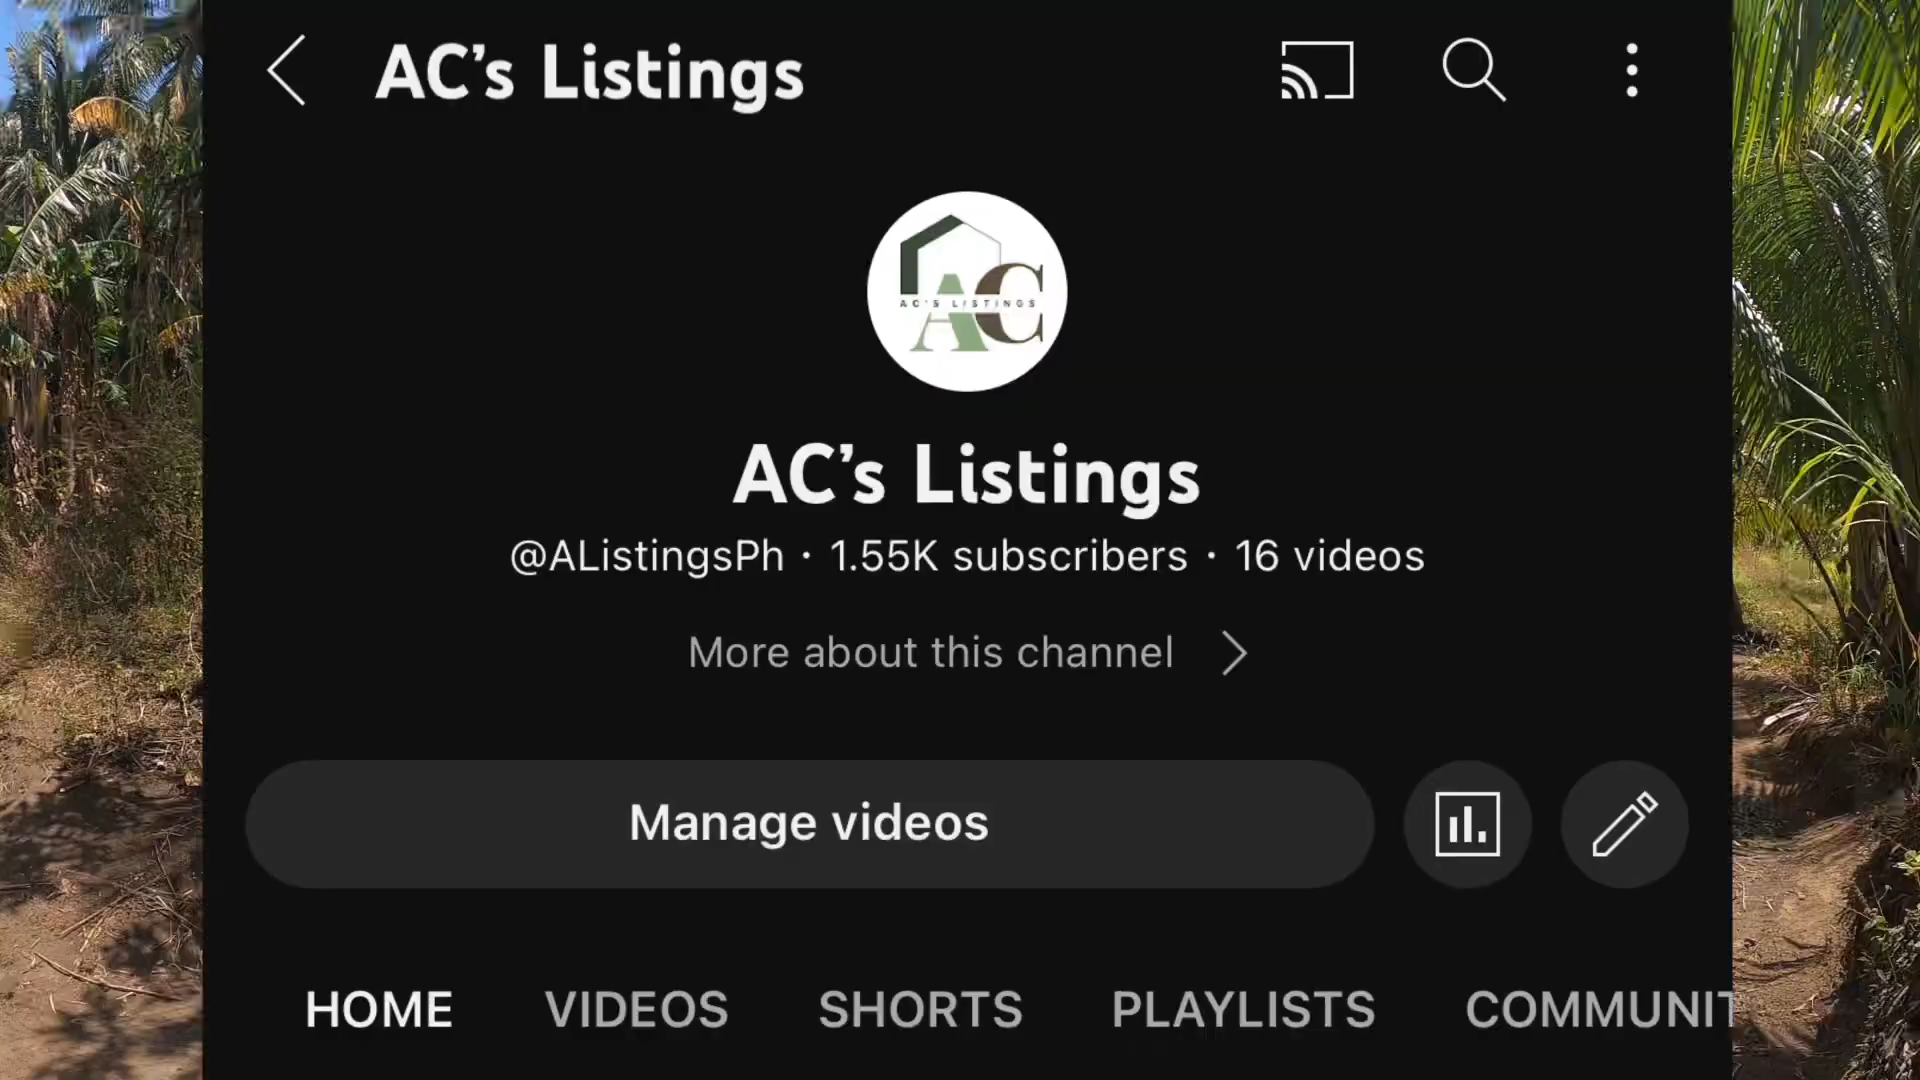 AC's Listings
AC'S LISTINGS
AC
AC's Listings
@AListingsPh · 1.55K subscribers · 16 videos
More about this channel
Manage videos
HOME VIDEOS SHORTS PLAYLISTS COMMUNIT